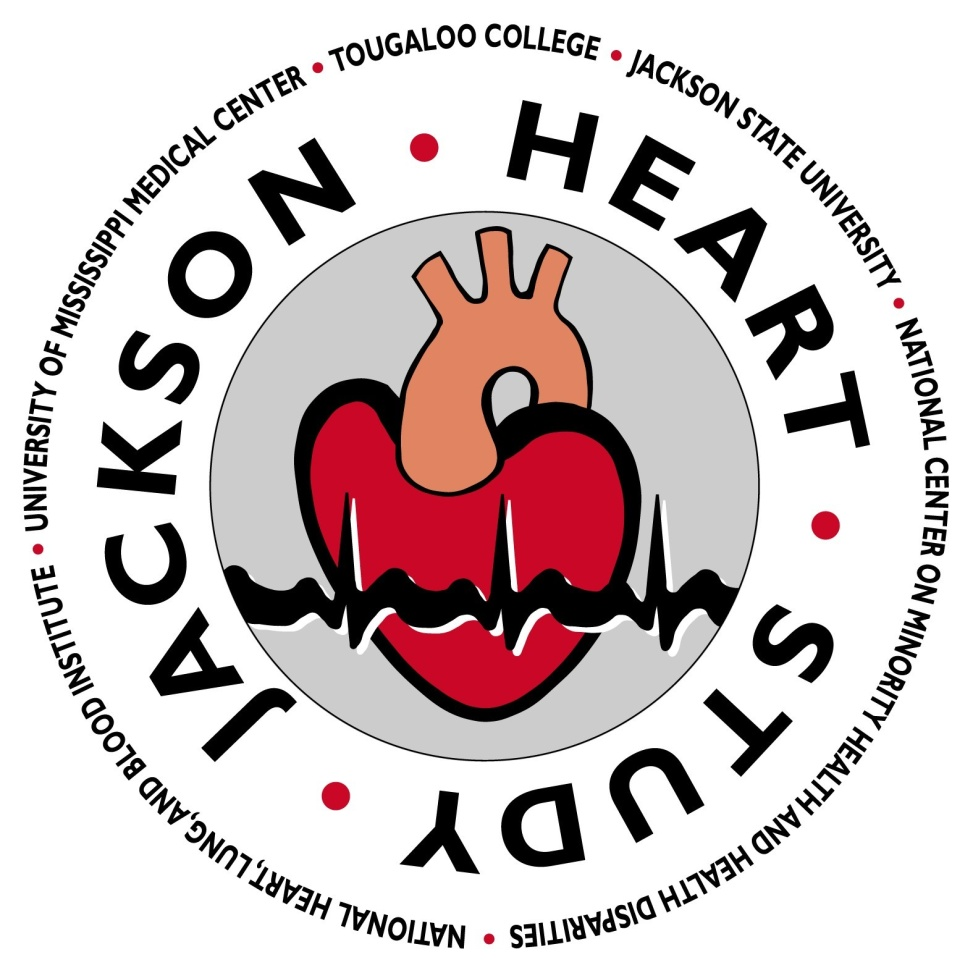 JACKSON • HEART • STUDY •
UNIVERSITY OF MISSISSIPPI MEDICAL CENTER • TOUGALOO COLLEGE • JACKSON STATE UNIVERSITY • NATIONAL CENTER ON MINORITY HEALTH AND HEALTH DISPARITIES • NATIONAL HEART, LUNG, AND BLOOD INSTITUTE •